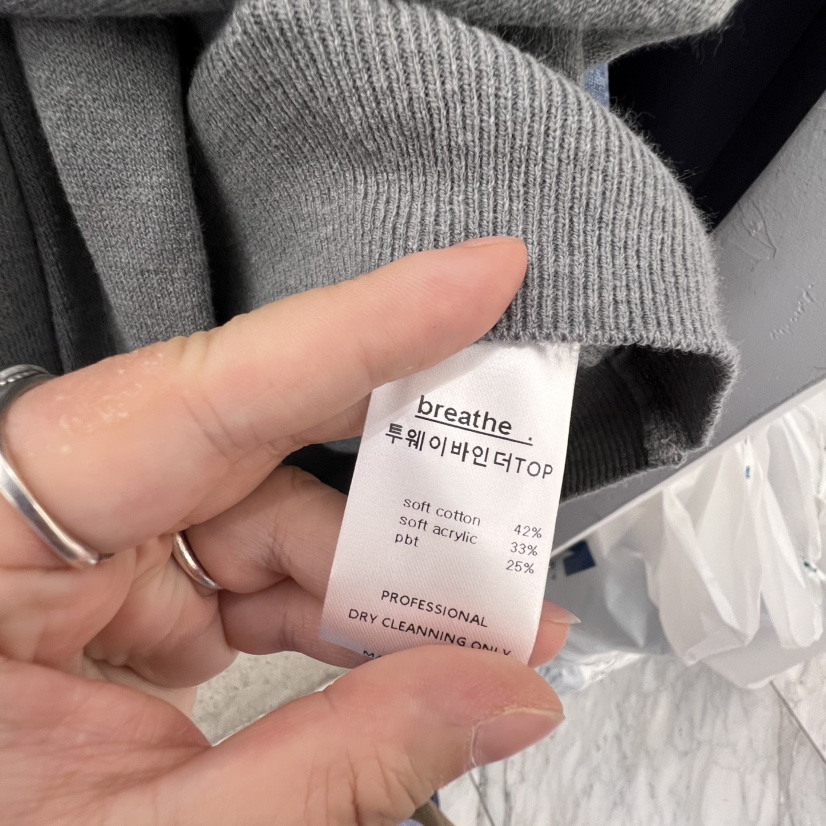 breathe .
투웨이바인더TOP
soft cotton 42%
soft acrylic 33%
pbt 25%
PROFESSIONAL
DRY CLEANNING ONLY